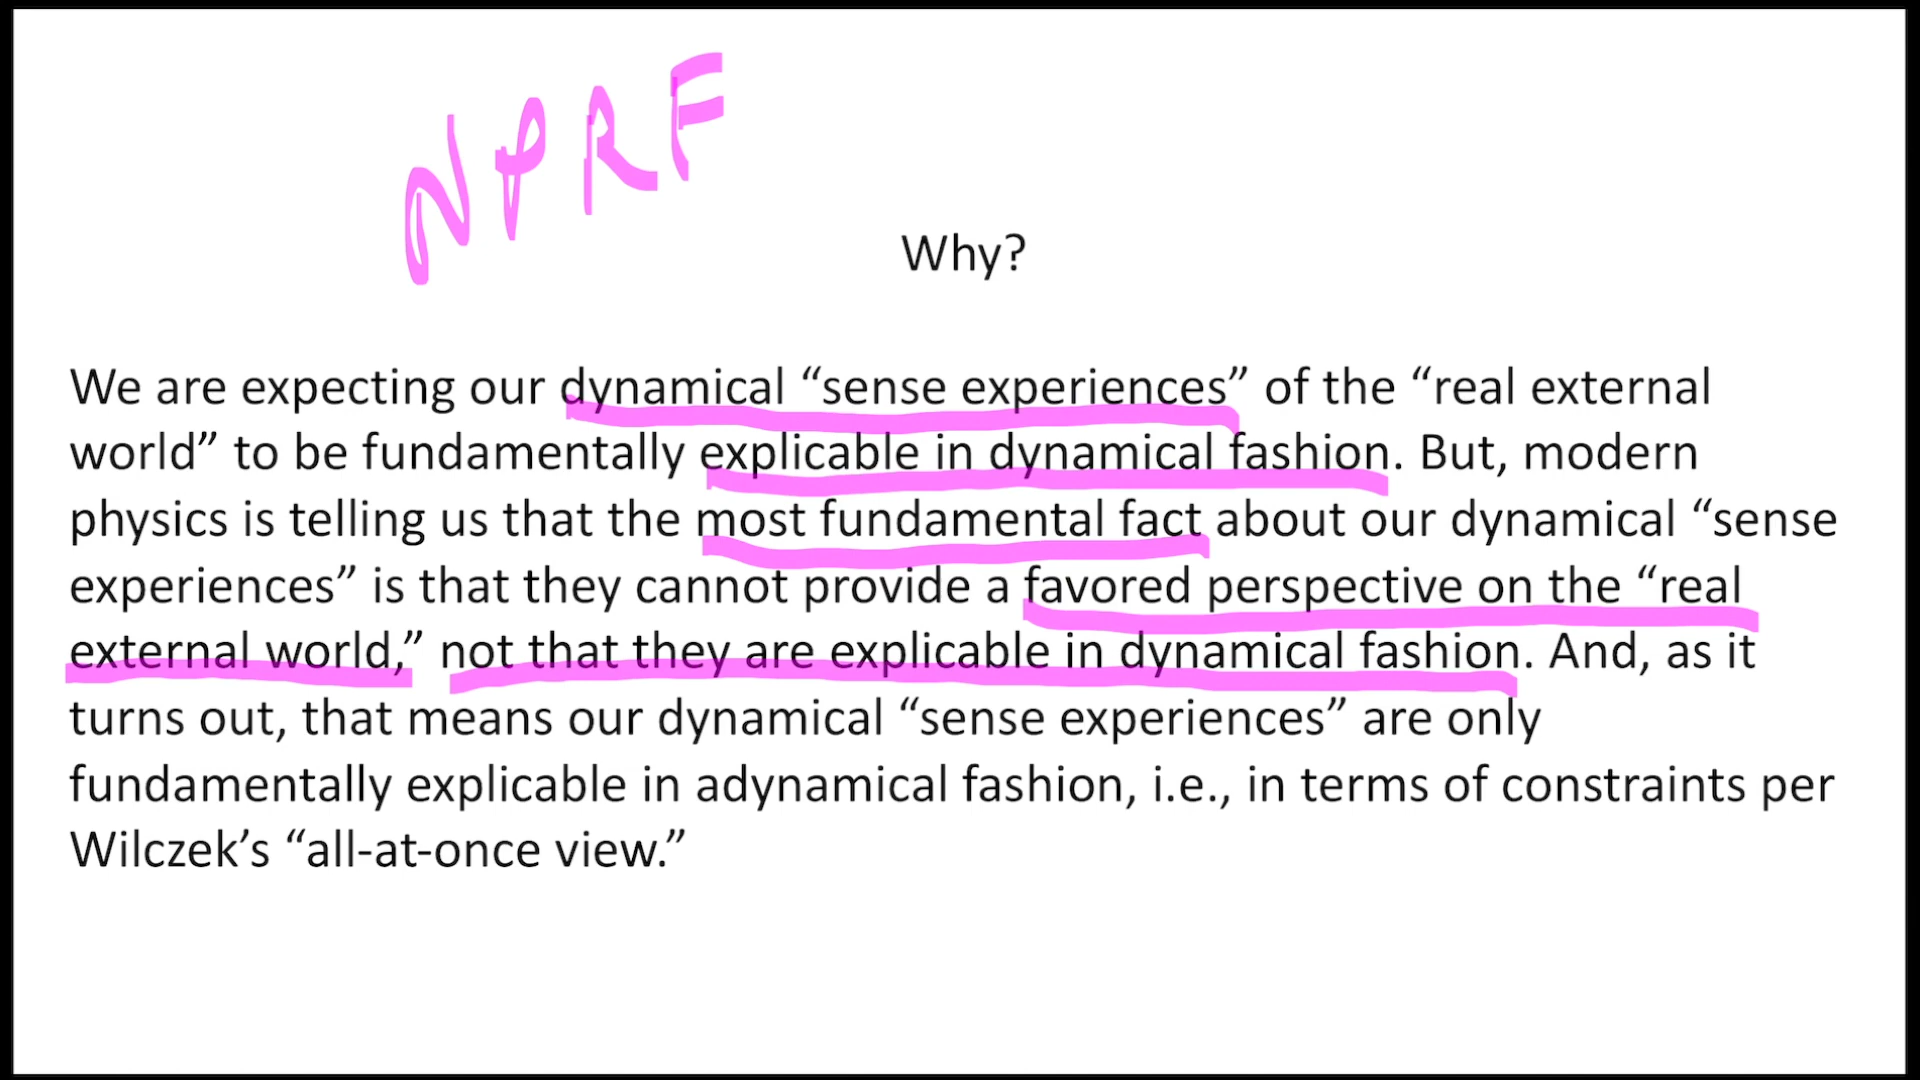 NPRF
Why?
We are expecting our dynamical “sense experiences” of the “real external
world” to be fundamentally explicable in dynamical fashion. But, modern
physics is telling us that the most fundamental fact about our dynamical “sense
experiences” is that they cannot provide a favored perspective on the “real
external world,” not that they are explicable in dynamical fashion. And, as it
turns out, that means our dynamical “sense experiences” are only
fundamentally explicable in adynamical fashion, i.e., in terms of constraints per
Wilczek’s “all-at-once view.”